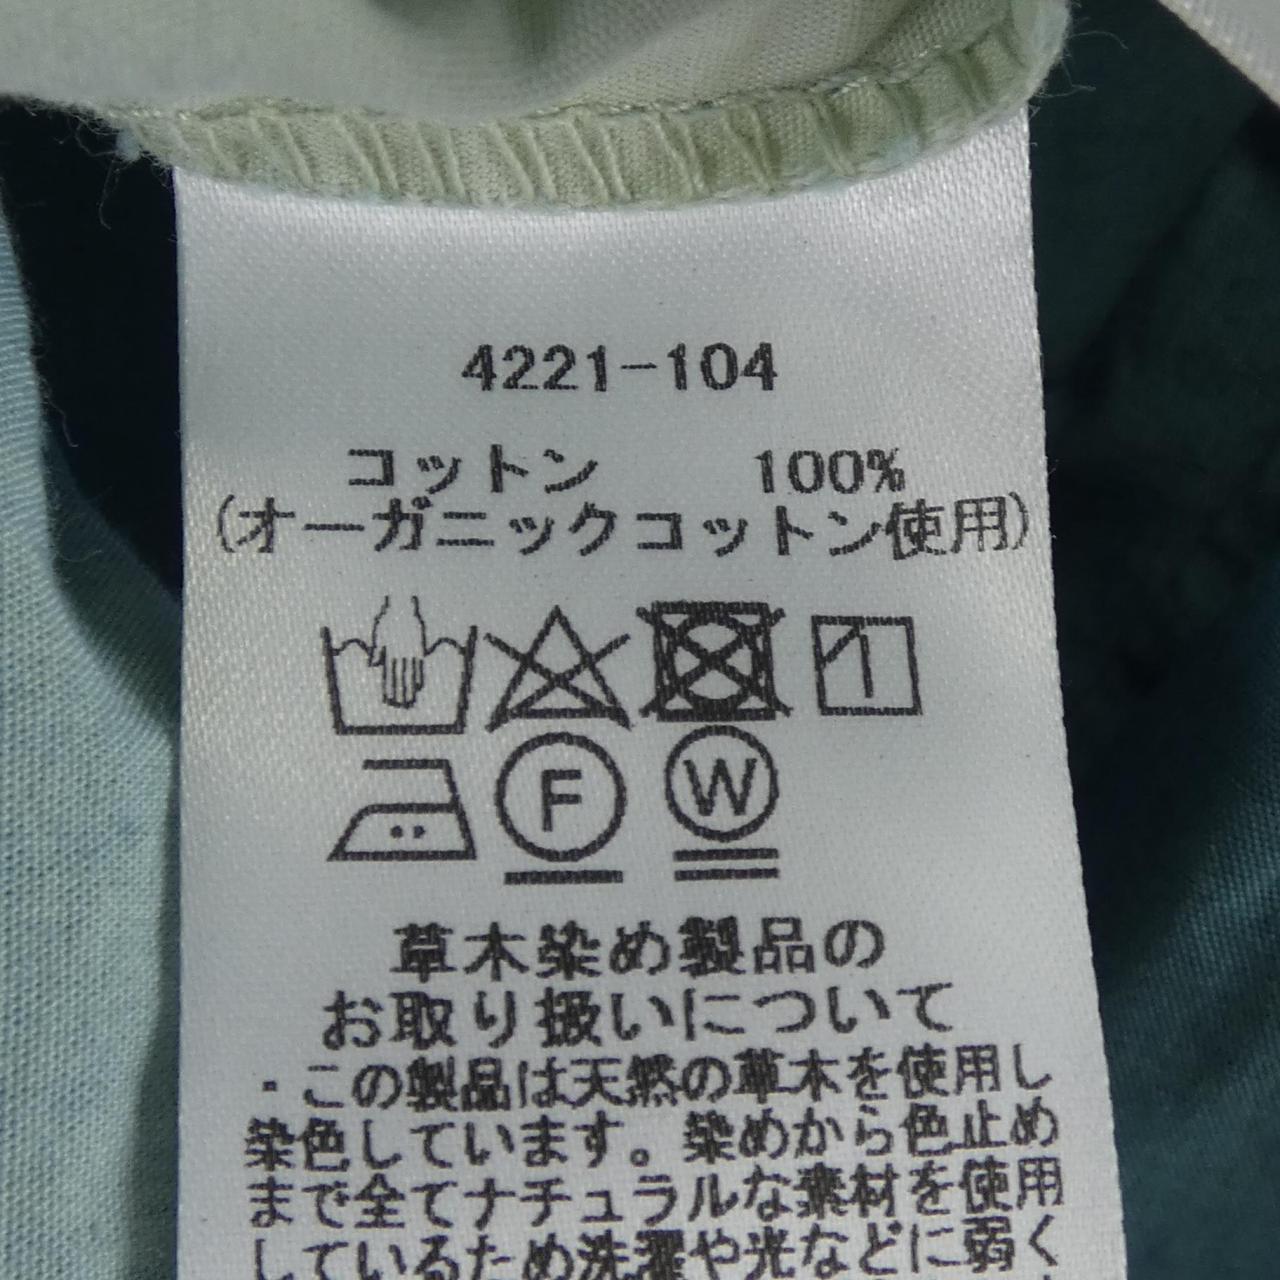 4221-104
コットン 100%
(オーガニックコットン使用)
F W
草木染め製品の
お取り扱いについて
・この製品は天然の草木を使用し
染色しています。染めから色止め
まで全てナチュラルな素材を使用
しているため洗濯や光などに弱く